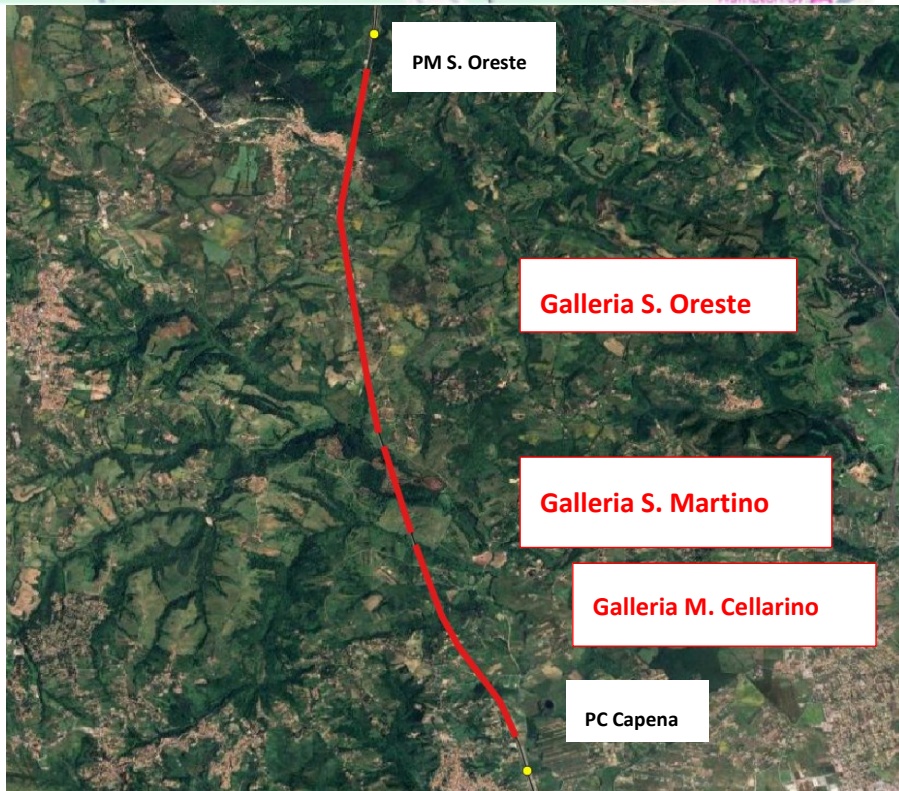 PM S. Oreste
Galleria S. Oreste
Galleria S. Martino
Galleria M. Cellarino
PC Capena